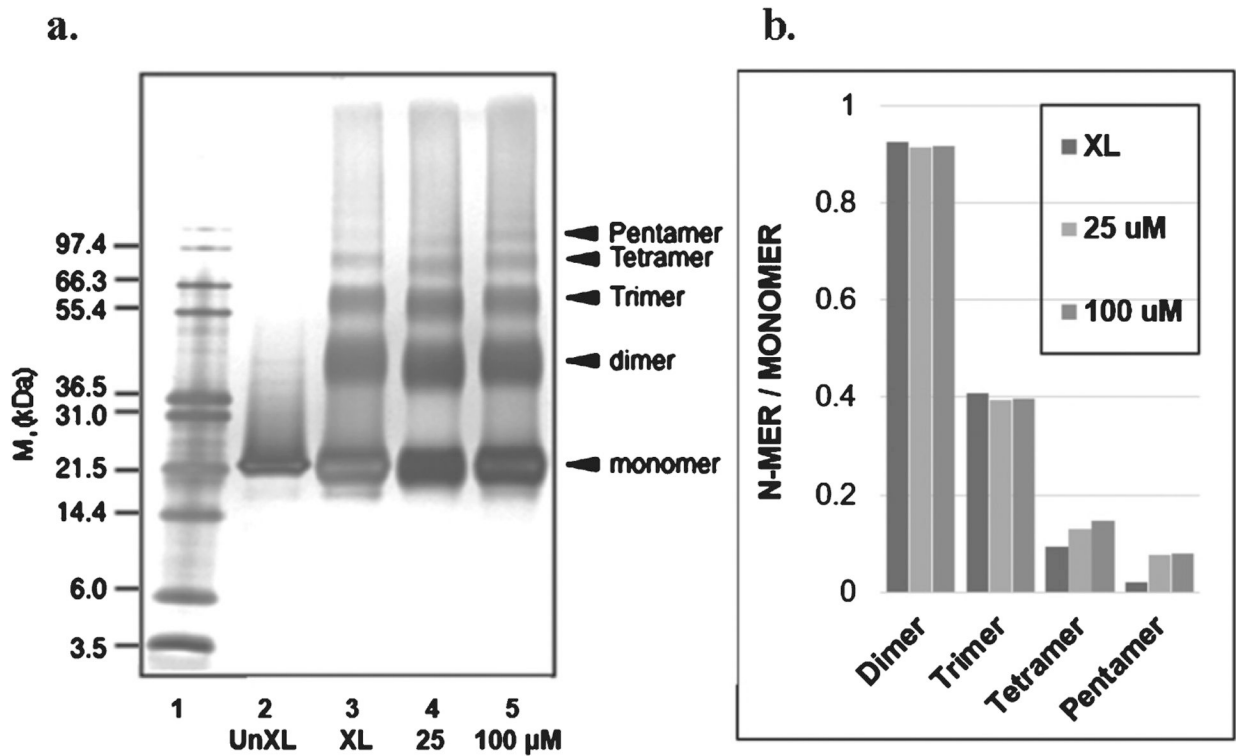 a.
M, (kDa)
97.4
66.3
55.4
36.5
31.0
21.5
14.4
6.0
3.5
Pentamer
Tetramer
Trimer
dimer
monomer
1 2 3 4 5
UnXL XL 25 100 µM
b.
N-MER / MONOMER
1
0.8
0.6
0.4
0.2
0
XL
25 uM
100 uM
Dimer
Trimer
Tetramer
Pentamer